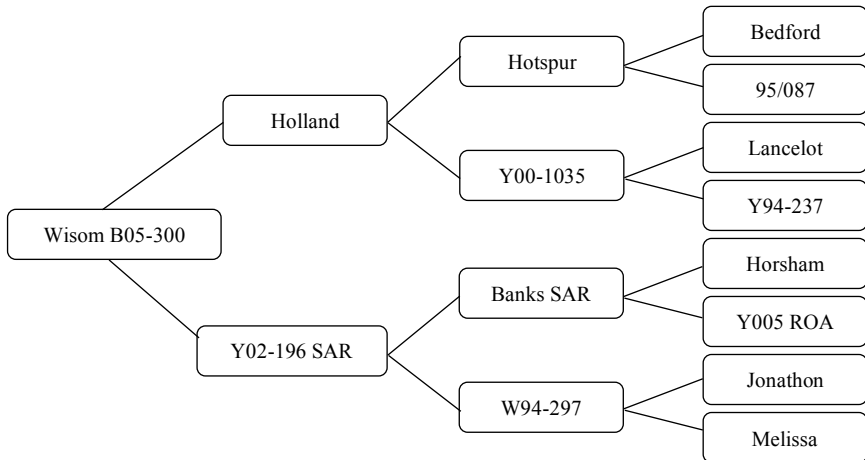 Bedford
Hotspur
95/087
Holland
Lancelot
Y00-1035
Y94-237
Wisom B05-300
Horsham
Banks SAR
Y005 ROA
Y02-196 SAR
Jonathon
W94-297
Melissa